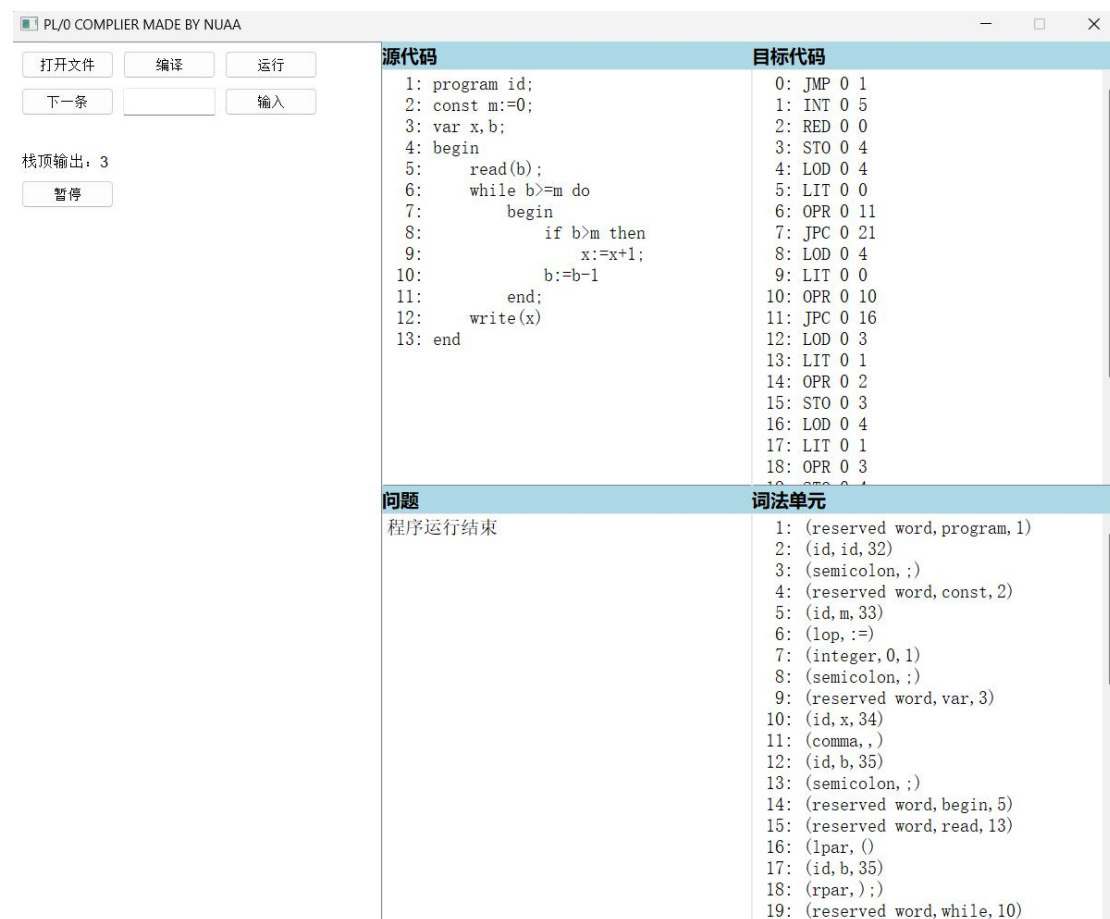 PL/0 COMPLIER MADE BY NUAA
打开文件 编译 运行
下一条 输入
栈顶输出：3
暂停
源代码
1: program id;
2: const m:=0;
3: var x,b;
4: begin
5: read(b);
6: while b>=m do
7: begin
8: if b>m then
9: x:=x+1;
10: b:=b-1
11: end;
12: write(x)
13: end
目标代码
0: JMP 0 1
1: INT 0 5
2: RED 0 0
3: STO 0 4
4: LOD 0 4
5: LIT 0 0
6: OPR 0 11
7: JPC 0 21
8: LOD 0 4
9: LIT 0 0
10: OPR 0 10
11: JPC 0 16
12: LOD 0 3
13: LIT 0 1
14: OPR 0 2
15: STO 0 3
16: LOD 0 4
17: LIT 0 1
18: OPR 0 3
问题
程序运行结束
词法单元
1: (reserved word,program,1)
2: (id,id,32)
3: (semicolon,;)
4: (reserved word,const,2)
5: (id,m,33)
6: (lop,:=)
7: (integer,0,1)
8: (semicolon,;)
9: (reserved word,var,3)
10: (id,x,34)
11: (comma,,)
12: (id,b,35)
13: (semicolon,;)
14: (reserved word,begin,5)
15: (reserved word,read,13)
16: (lpar,()
17: (id,b,35)
18: (rpar,);)
19: (reserved word,while,10)